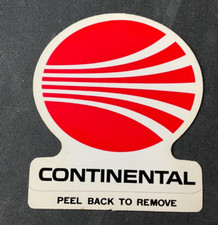 CONTINENTAL
PEEL BACK TO REMOVE